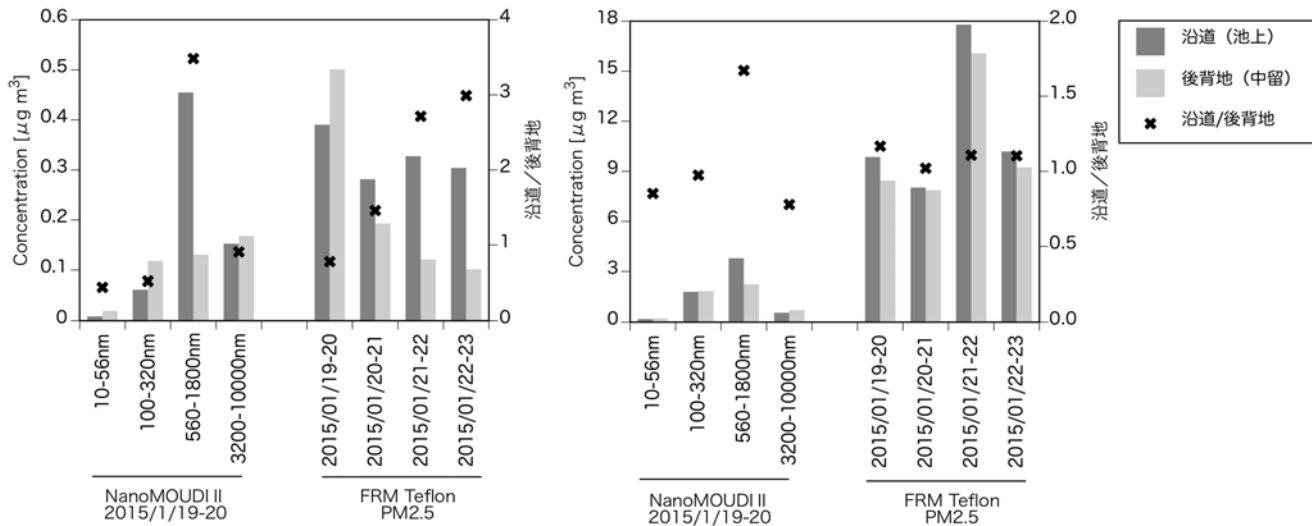 0.6
0.5
0.4
0.3
0.2
0.1
0
Concentration [μg m³]
4
3
2
1
0
沿道／後背地
10-56nm
100-320nm
560-1800nm
3200-10000nm
2015/01/19-20
2015/01/20-21
2015/01/21-22
2015/01/22-23
NanoMOUDI II
2015/1/19-20
FRM Teflon
PM2.5
18
15
12
9
6
3
0
Concentration [μg m³]
2.0
1.5
1.0
0.5
0.0
沿道／後背地
10-56nm
100-320nm
560-1800nm
3200-10000nm
2015/01/19-20
2015/01/20-21
2015/01/21-22
2015/01/22-23
NanoMOUDI II
2015/1/19-20
FRM Teflon
PM2.5
沿道（池上）
後背地（中留）
沿道/後背地